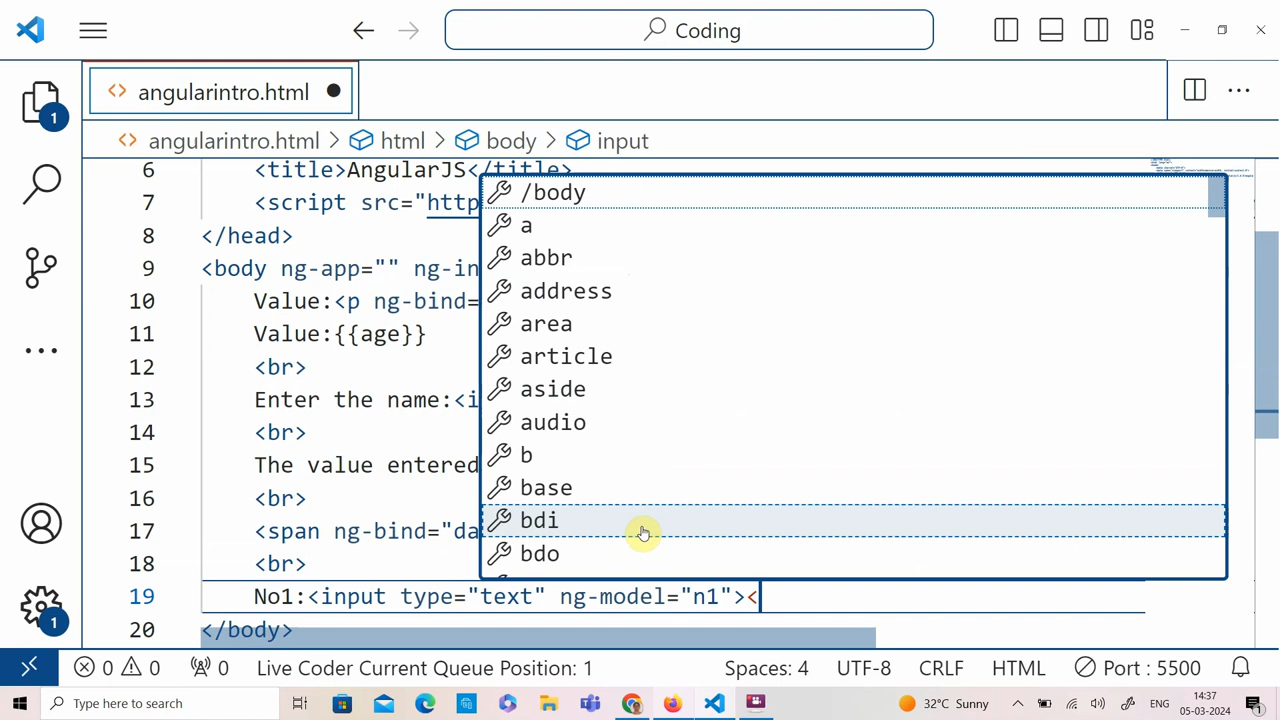 Coding
angularintro.html
angularintro.html > html > body > input
6 <title>AngularJS</title>
7 <script src="http
8 </head>
9 <body ng-app="" ng-in
10 Value:<p ng-bind=
11 Value:{{age}}
12 <br>
13 Enter the name:<i
14 <br>
15 The value entered
16 <br>
17 <span ng-bind="da
18 <br>
19 No1:<input type="text" ng-model="n1"><
20 </body>
/body
a
abbr
address
area
article
aside
audio
b
base
bdi
bdo
1
1
0 0 0 Live Coder Current Queue Position: 1 Spaces: 4 UTF-8 CRLF HTML Port : 5500
Type here to search
32°C Sunny
ENG
14:37
05-03-2024
1